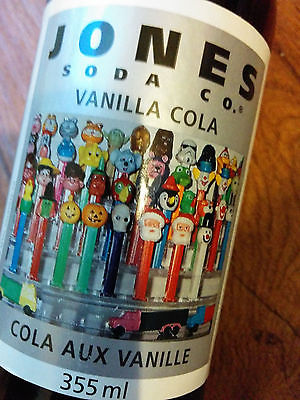 JONES
SODA CO.®
VANILLA COLA
COLA AUX VANILLE
355 ml